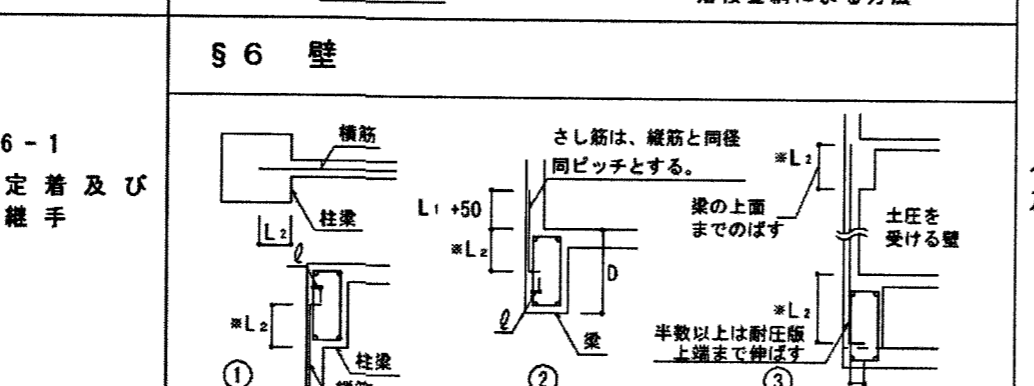 §6 壁
6-1
定着及び
継手
横筋
柱梁
L2
ℓ
※L2
柱梁
①
さし筋は、縦筋と同径
同ピッチとする。
L1 +50
※L2
D
ℓ
梁
②
※L2
梁の上面
までのばす
土圧を
受ける壁
※L2
半数以上は耐圧版
上端まで伸ばす
③